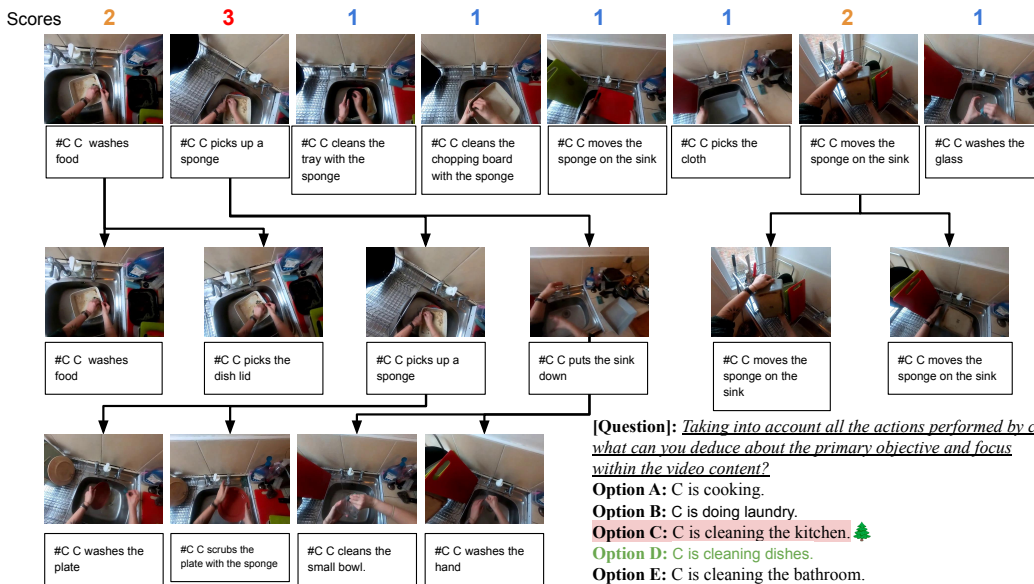 Scores 2 3 1 1 1 1 2 1
#C C washes
food
#C C picks up a
sponge
#C C cleans the
tray with the
sponge
#C C cleans the
chopping board
with the sponge
#C C moves the
sponge on the sink
#C C picks the
cloth
#C C moves the
sponge on the sink
#C C washes the
glass
#C C washes
food
#C C picks the
dish lid
#C C picks up a
sponge
#C C puts the sink
down
#C C moves the
sponge on the
sink
#C C moves the
sponge on the sink
#C C washes the
plate
#C C scrubs the
plate with the sponge
#C C cleans the
small bowl.
#C C washes the
hand
[Question]: Taking into account all the actions performed by c,
what can you deduce about the primary objective and focus
within the video content?
Option A: C is cooking.
Option B: C is doing laundry.
Option C: C is cleaning the kitchen.
Option D: C is cleaning dishes.
Option E: C is cleaning the bathroom.